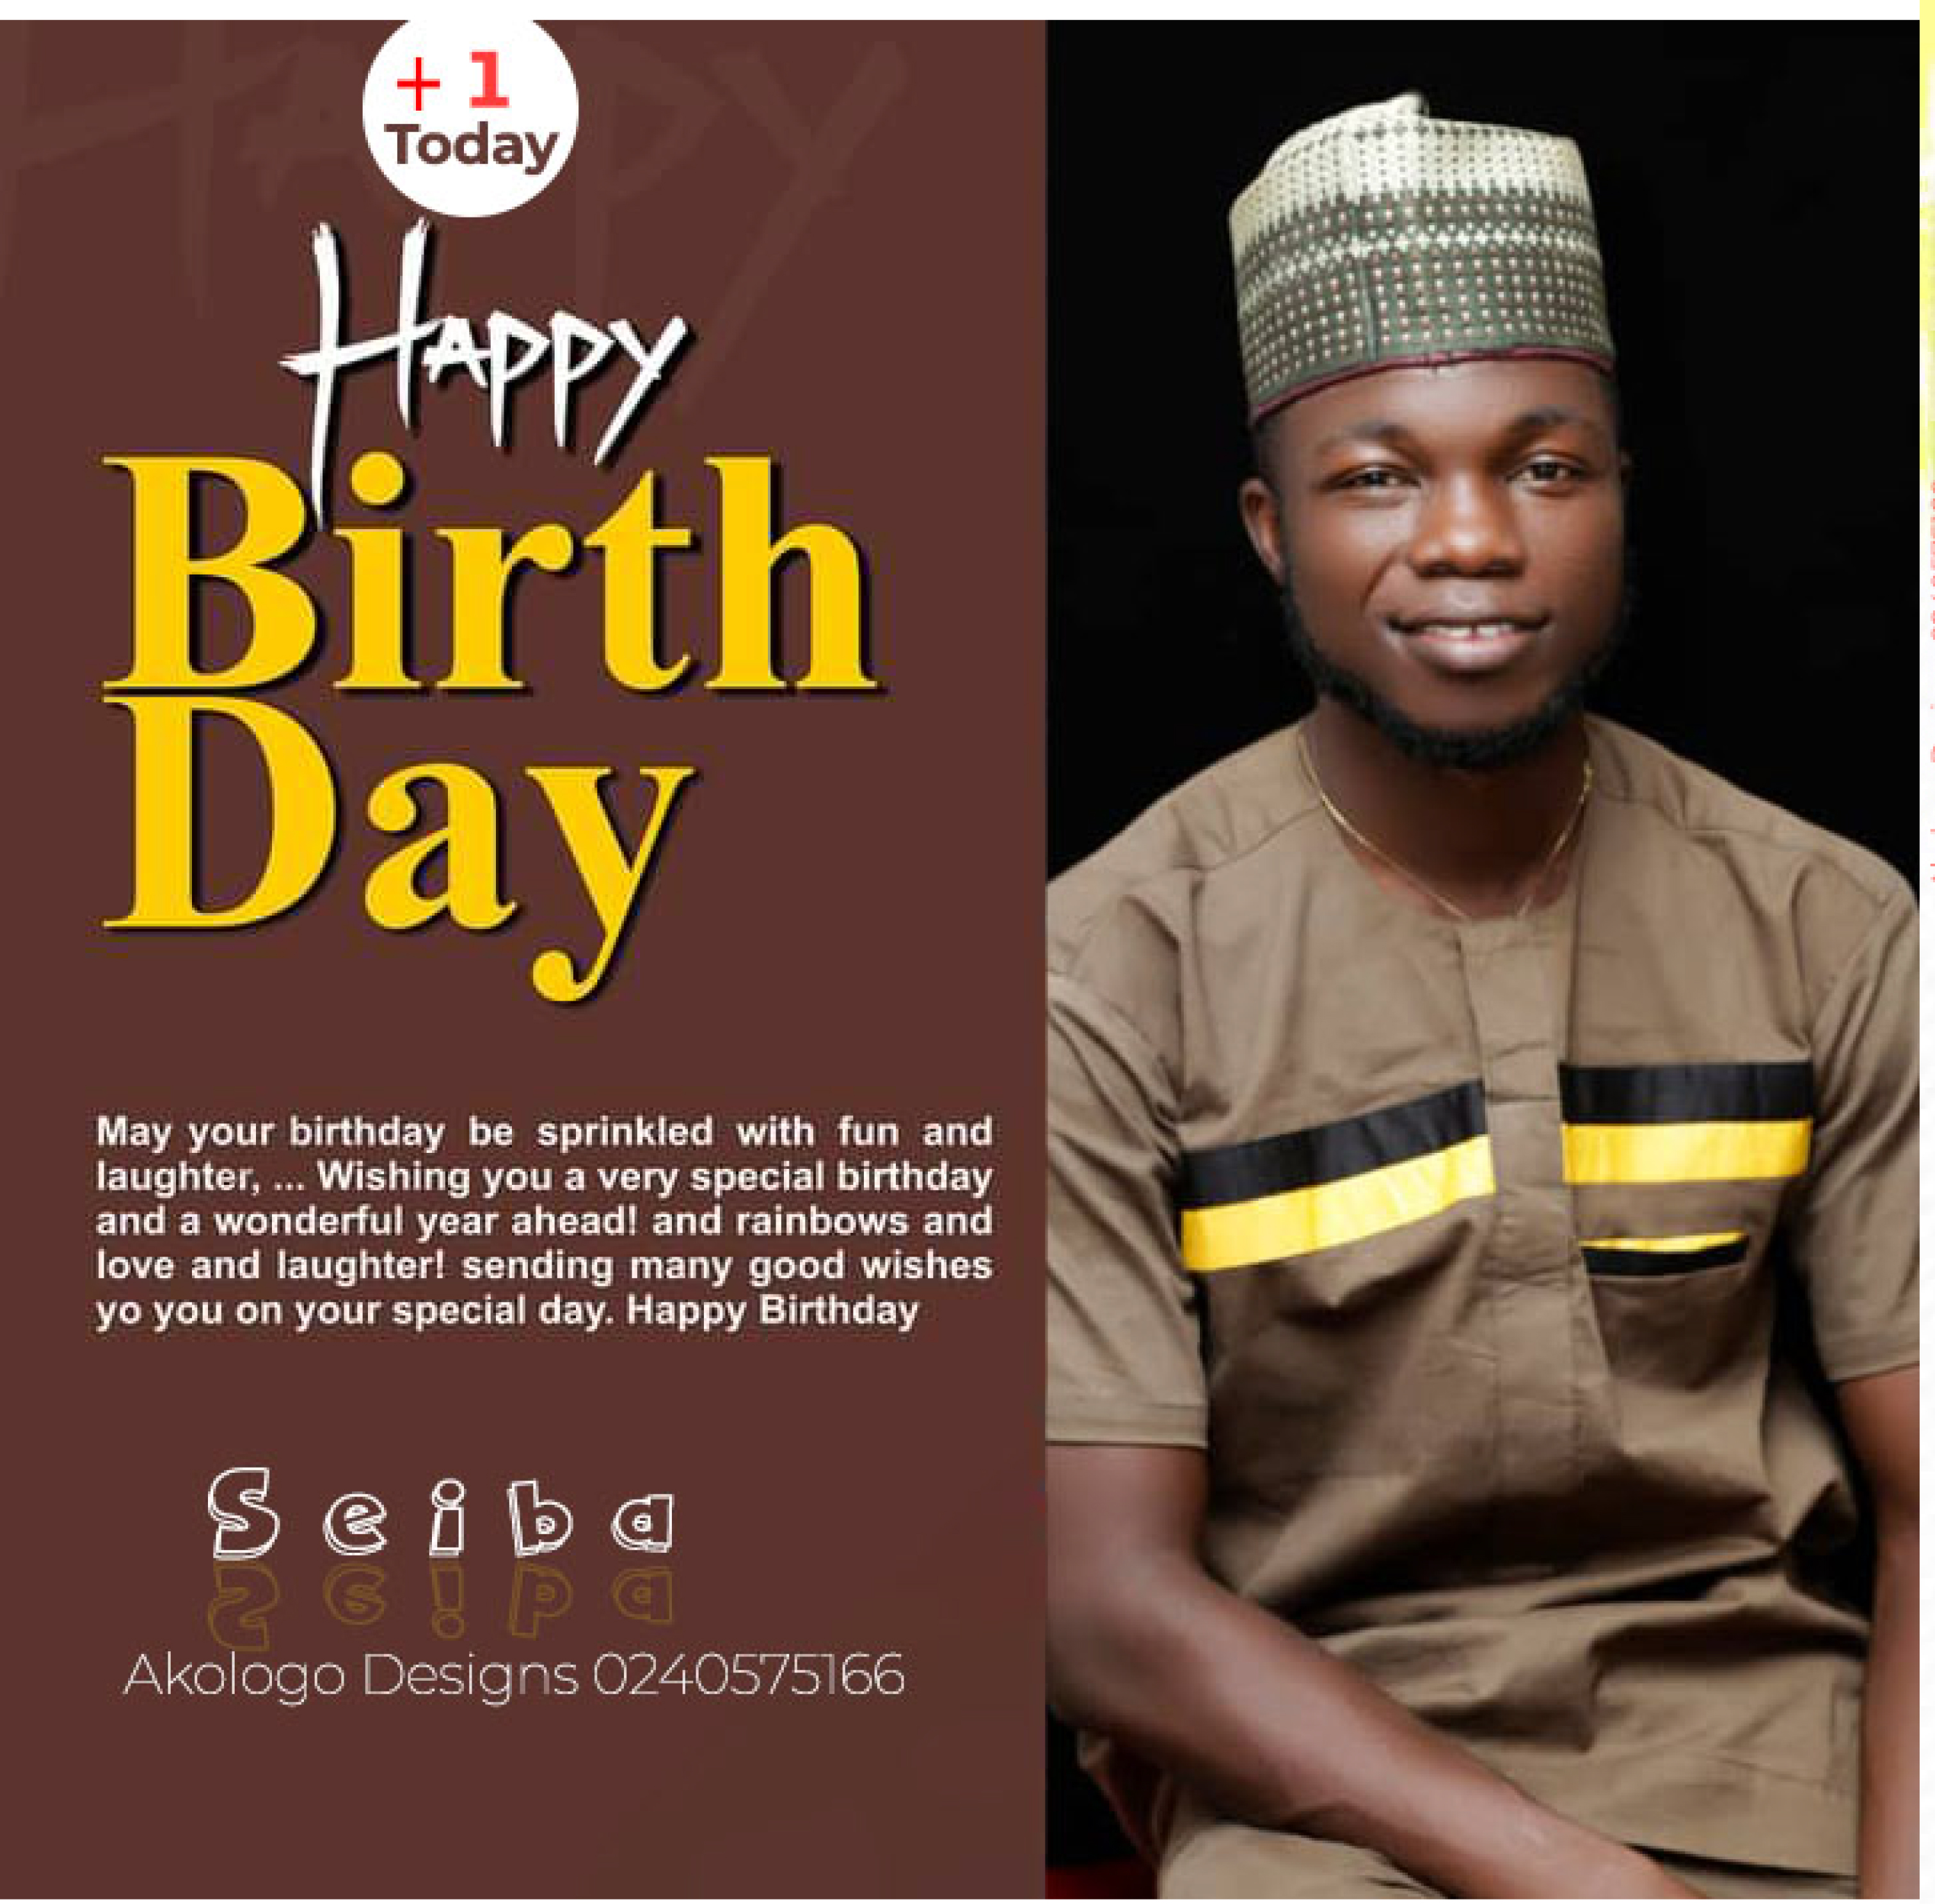 + 1
Today
Happy
Birth
Day
May your birthday be sprinkled with fun and
laughter, ... Wishing you a very special birthday
and a wonderful year ahead! and rainbows and
love and laughter! sending many good wishes
yo you on your special day. Happy Birthday
Seiba
Akologo Designs 0240575166